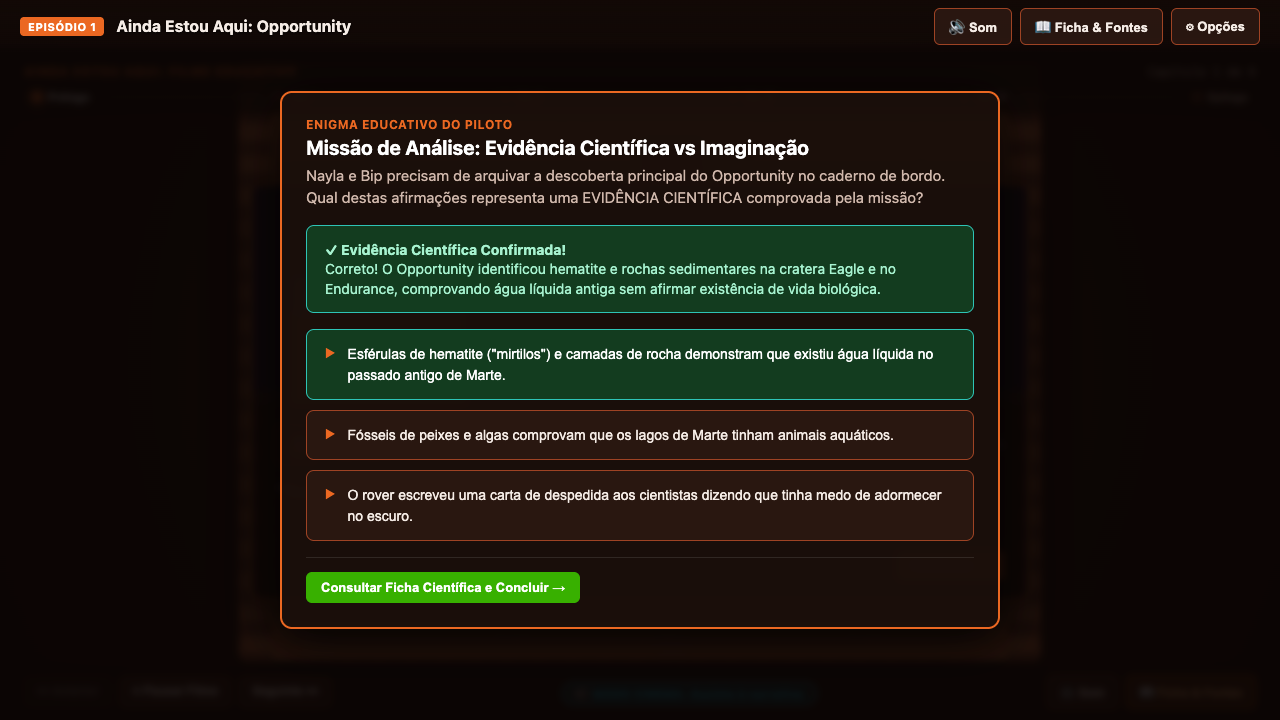 EPISÓDIO 1 Ainda Estou Aqui: Opportunity
🔊 Som
📖 Ficha & Fontes
⚙ Opções
ENIGMA EDUCATIVO DO PILOTO
Missão de Análise: Evidência Científica vs Imaginação
Nayla e Bip precisam de arquivar a descoberta principal do Opportunity no caderno de bordo.
Qual destas afirmações representa uma EVIDÊNCIA CIENTÍFICA comprovada pela missão?
✓ Evidência Científica Confirmada!
Correto! O Opportunity identificou hematite e rochas sedimentares na cratera Eagle e no
Endurance, comprovando água líquida antiga sem afirmar existência de vida biológica.
▶ Esférulas de hematite ("mirtilos") e camadas de rocha demonstram que existiu água líquida no
passado antigo de Marte.
▶ Fósseis de peixes e algas comprovam que os lagos de Marte tinham animais aquáticos.
▶ O rover escreveu uma carta de despedida aos cientistas dizendo que tinha medo de adormecer
no escuro.
Consultar Ficha Científica e Concluir →